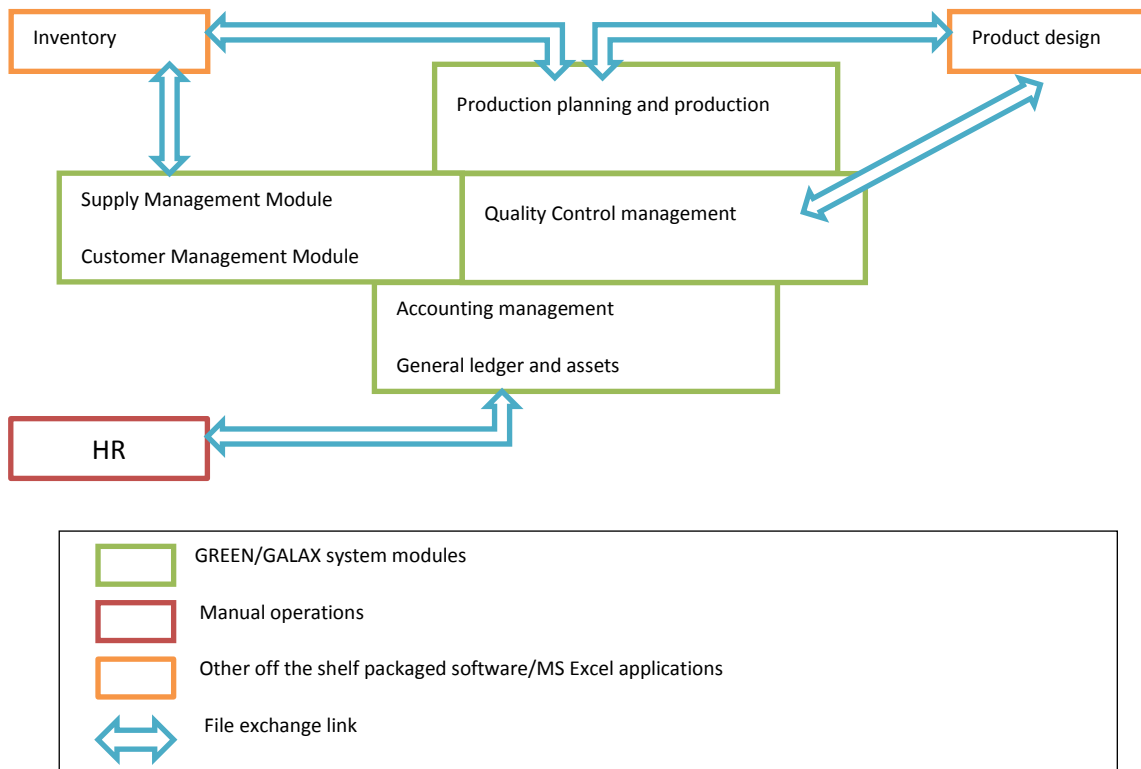 Inventory
Product design
Production planning and production
Supply Management Module
Quality Control management
Customer Management Module
Accounting management
General ledger and assets
HR
GREEN/GALAX system modules
Manual operations
Other off the shelf packaged software/MS Excel applications
File exchange link